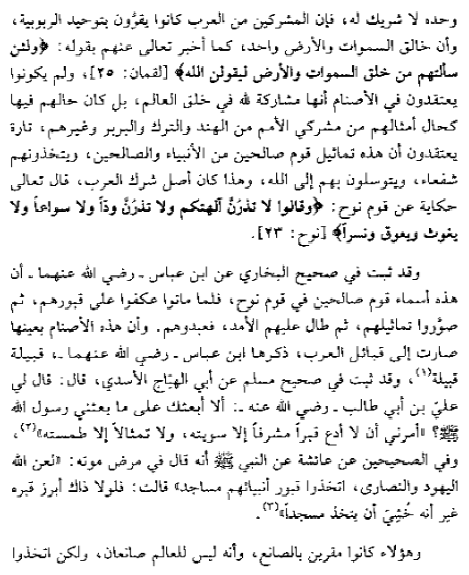 وحده لا شريك له، فإن المشركين من العرب كانوا يقرُّون بتوحيد الربوبية،
وأن خالق السموات والأرض واحد، كما أخبر تعالى عنهم بقوله: ﴿ولئن
سألتهم من خلق السموات والأرض ليقولن الله﴾ [لقمان: ٢٥]؛ ولم يكونوا
يعتقدون في الأصنام أنها مشاركة لله في خلق العالم، بل كان حالهم فيها
كحال أمثالهم من مشركي الأمم من الهند والترك والبربر وغيرهم، تارة
يعتقدون أن هذه تماثيل قوم صالحين من الأنبياء والصالحين، ويتخذونهم
شفعاء، ويتوسلون بهم إلى الله، وهذا كان أصل شرك العرب، قال تعالى
حكاية عن قوم نوح: ﴿وقالوا لا تذرُنَّ آلهتكم ولا تذرُنَّ ودًّا ولا سواعاً ولا
يغوث ويعوق ونسراً﴾ [نوح: ٢٣].
وقد ثبت في صحيح البخاري عن ابن عباس ـ رضي الله عنهما ـ أن
هذه أسماء قوم صالحين في قوم نوح، فلما ماتوا عكفوا على قبورهم، ثم
صوَّروا تماثيلهم، ثم طال عليهم الأمد، فعبدوهم. وأن هذه الأصنام بعينها
صارت إلى قبائل العرب، ذكرها ابن عباس ـ رضي الله عنهما ـ، قبيلة
قبيلة(١)، وقد ثبت في صحيح مسلم عن أبي الهيَّاج الأسدي، قال: قال لي
عليّ بن أبي طالب ـ رضي الله عنه ـ: ألا أبعثك على ما بعثني رسول الله
ﷺ؟ «أمرني أن لا أدع قبراً مشرفاً إلا سويته، ولا تمثالاً إلا طمسته»(٢)،
وفي الصحيحين عن عائشة عن النبي ﷺ أنه قال في مرض موته: «لعن الله
اليهود والنصارى، اتخذوا قبور أنبيائهم مساجد» قالت: فلولا ذاك أبرز قبره
غير أنه خُشِيَ أن يتخذ مسجداً»(٣).
وهؤلاء كانوا مقرين بالصانع، وأنه ليس للعالم صانعان، ولكن اتخذوا